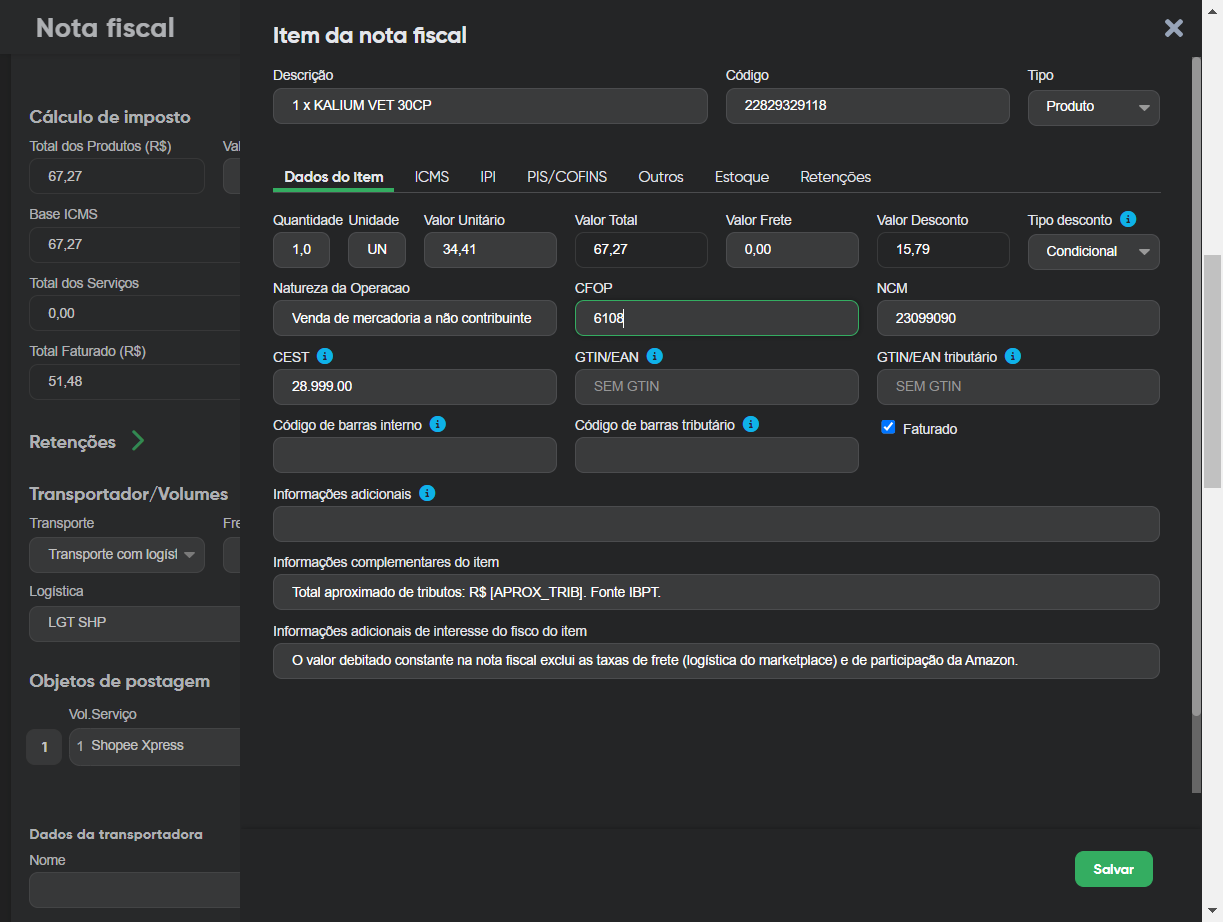 Nota fiscal
Cálculo de imposto
Total dos Produtos (R$) Val
67,27
Base ICMS
67,27
Total dos Serviços
0,00
Total Faturado (R$)
51,48
Retenções
Transportador/Volumes
Transporte Fre
Transporte com logíst
Logística
LGT SHP
Objetos de postagem
Vol.Serviço
1 1 Shopee Xpress
Dados da transportadora
Nome
Item da nota fiscal
Descrição Código Tipo
1 x KALIUM VET 30CP 22829329118 Produto
Dados do Item ICMS IPI PIS/COFINS Outros Estoque Retenções
Quantidade Unidade Valor Unitário Valor Total Valor Frete Valor Desconto Tipo desconto
1,0 UN 34,41 67,27 0,00 15,79 Condicional
Natureza da Operacao CFOP NCM
Venda de mercadoria a não contribuinte 6108 23099090
CEST GTIN/EAN GTIN/EAN tributário
28.999.00 SEM GTIN SEM GTIN
Código de barras interno Código de barras tributário Faturado
Informações adicionais
Informações complementares do item
Total aproximado de tributos: R$ [APROX_TRIB]. Fonte IBPT.
Informações adicionais de interesse do fisco do item
O valor debitado constante na nota fiscal exclui as taxas de frete (logística do marketplace) e de participação da Amazon.
Salvar